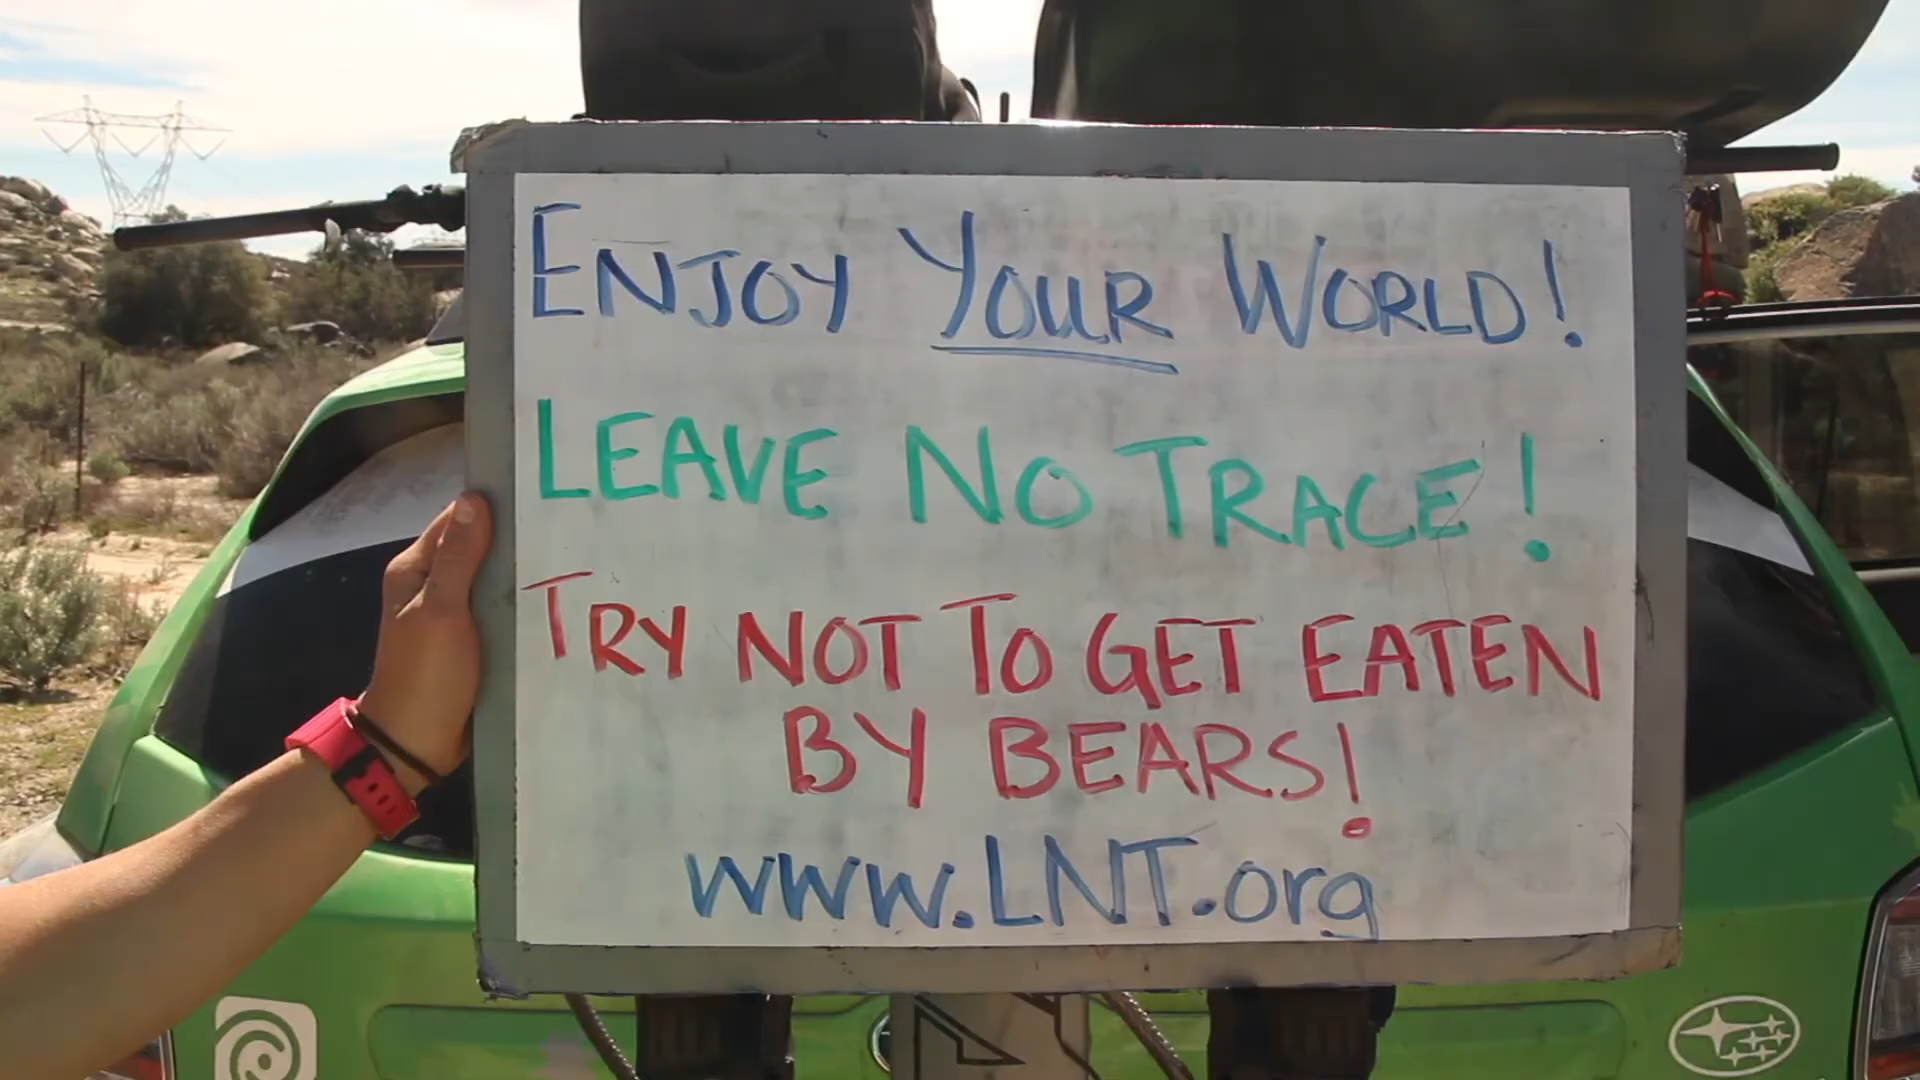 ENJOY YOUR WORLD!
LEAVE NO TRACE!
TRY NOT TO GET EATEN
BY BEARS!
www.LNT.org